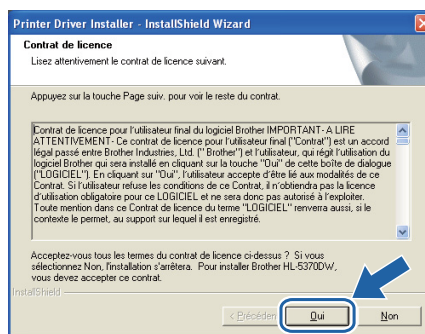 Printer Driver Installer - InstallShield Wizard
Contrat de licence
Lisez attentivement le contrat de licence suivant.
Appuyez sur la touche Page suiv. pour voir le reste du contrat.
Contrat de licence pour l'utilisateur final du logiciel Brother IMPORTANT- A LIRE
ATTENTIVEMENT- Ce contrat de licence pour l'utilisateur final ("Contrat") est un accord
légal passé entre Brother Industries, Ltd. (" Brother") et l'utilisateur, qui régit l'utilisation du
logiciel Brother qui sera installé en cliquant sur la touche "Oui" de cette boîte de dialogue
("LOGICIEL"). En cliquant sur "Oui", l'utilisateur accepte d'être lié aux modalités de ce
Contrat. Si l'utilisateur refuse les conditions de ce Contrat, il n'obtiendra pas la licence
d'utilisation obligatoire pour ce LOGICIEL et ne sera donc pas autorisé à l'exploiter.
Toute mention dans ce Contrat de licence du terme "LOGICIEL" renverra aussi, si le
contexte le permet, au support sur lequel il est enregistré.
Acceptez-vous tous les termes du contrat de licence ci-dessus ? Si vous
sélectionnez Non, l'installation s'arrêtera. Pour installer Brother HL-5370DW,
vous devez accepter ce contrat.
InstallShield
< Précéden Oui Non